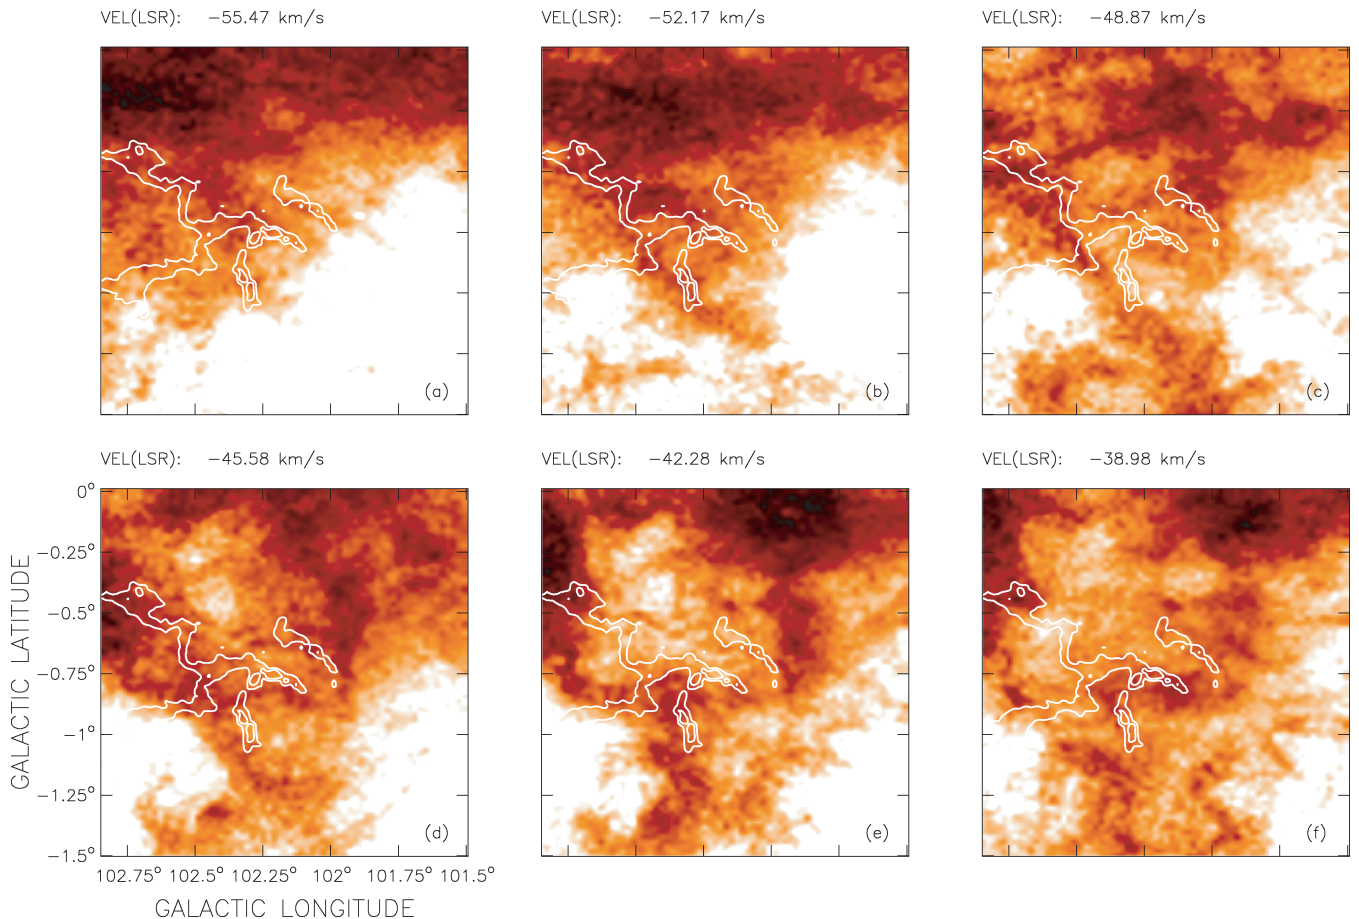 VEL(LSR): −55.47 km/s
VEL(LSR): −52.17 km/s
VEL(LSR): −48.87 km/s
(a)
(b)
(c)
VEL(LSR): −45.58 km/s
VEL(LSR): −42.28 km/s
VEL(LSR): −38.98 km/s
0°
−0.25°
−0.5°
−0.75°
−1°
−1.25°
−1.5°
GALACTIC LATITUDE
(d)
(e)
(f)
102.75° 102.5° 102.25° 102° 101.75° 101.5°
GALACTIC LONGITUDE